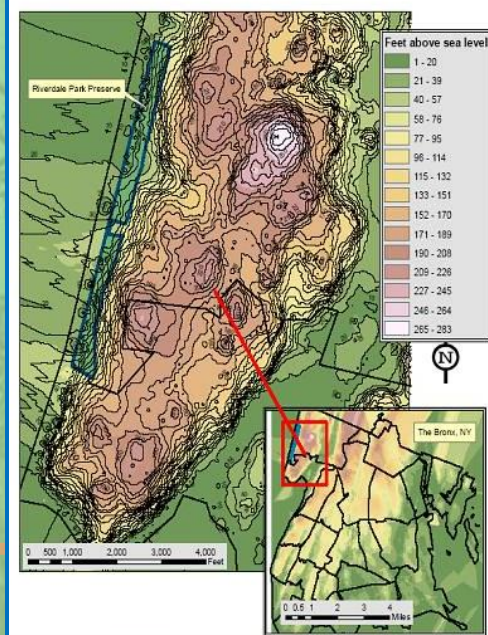 Riverdale Park Preserve
Feet above sea level
1 - 20
21 - 39
40 - 57
58 - 76
77 - 95
96 - 114
115 - 132
133 - 151
152 - 170
171 - 189
190 - 208
209 - 226
227 - 245
246 - 264
265 - 283
N
The Bronx, NY
0 500 1,000 2,000 3,000 4,000
Feet
0 0.5 1 2 3 4
Miles